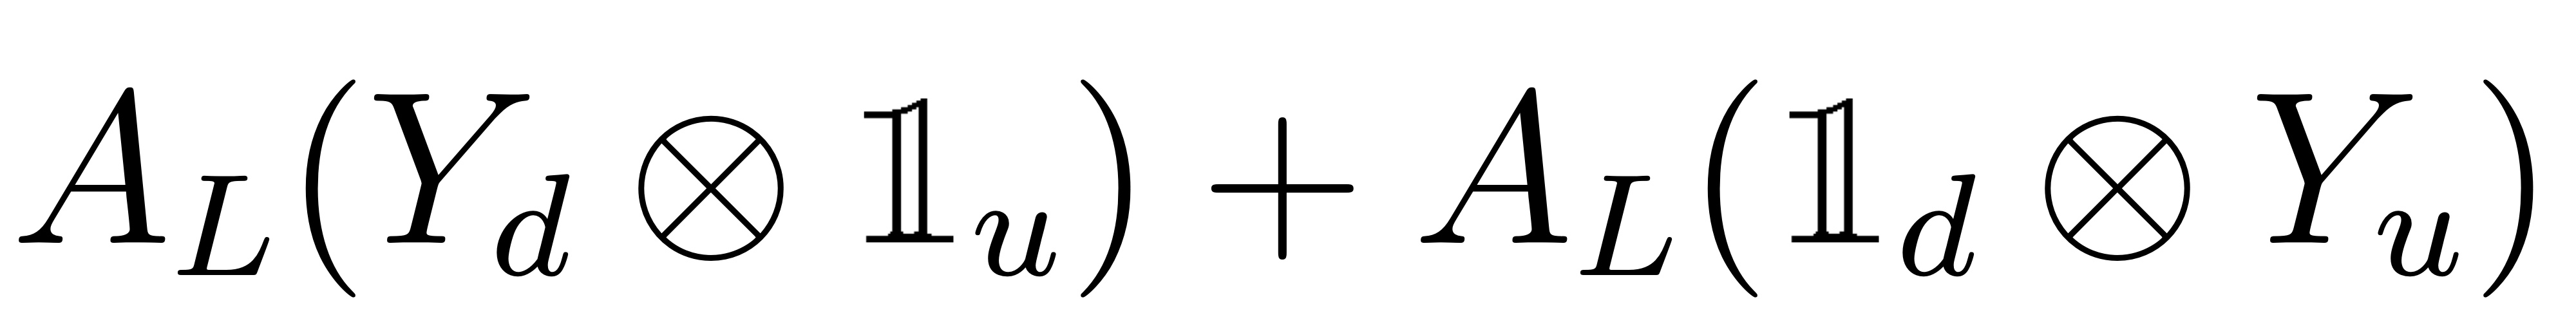 A_L(Y_d ⊗ 𝟙_u) + A_L(𝟙_d ⊗ Y_u)